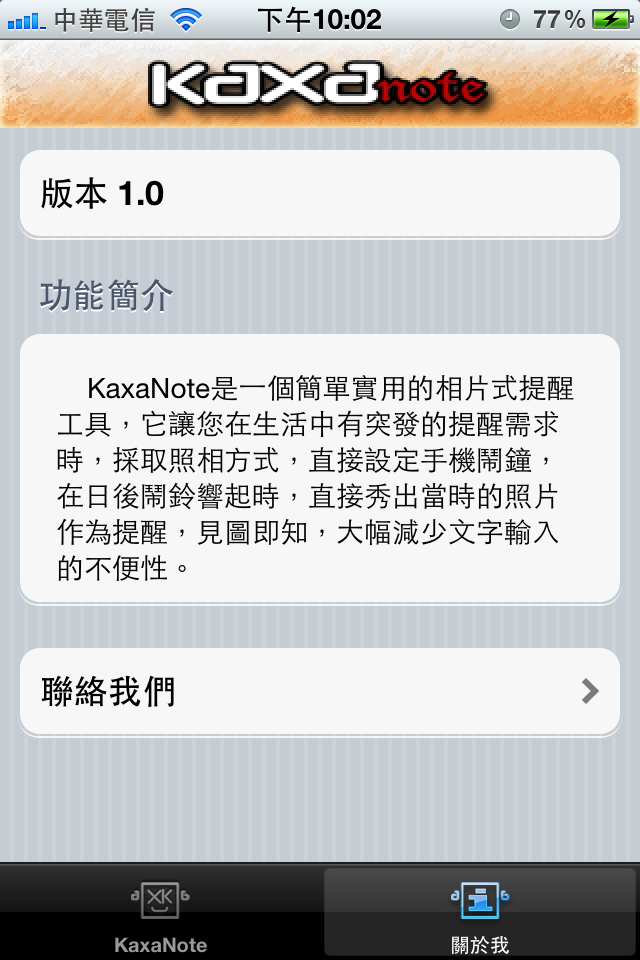 中華電信 下午10:02 77%
kaxanote
版本 1.0
功能簡介
KaxaNote是一個簡單實用的相片式提醒
工具，它讓您在生活中有突發的提醒需求
時，採取照相方式，直接設定手機鬧鐘，
在日後鬧鈴響起時，直接秀出當時的照片
作為提醒，見圖即知，大幅減少文字輸入
的不便性。
聯絡我們
KaxaNote 關於我